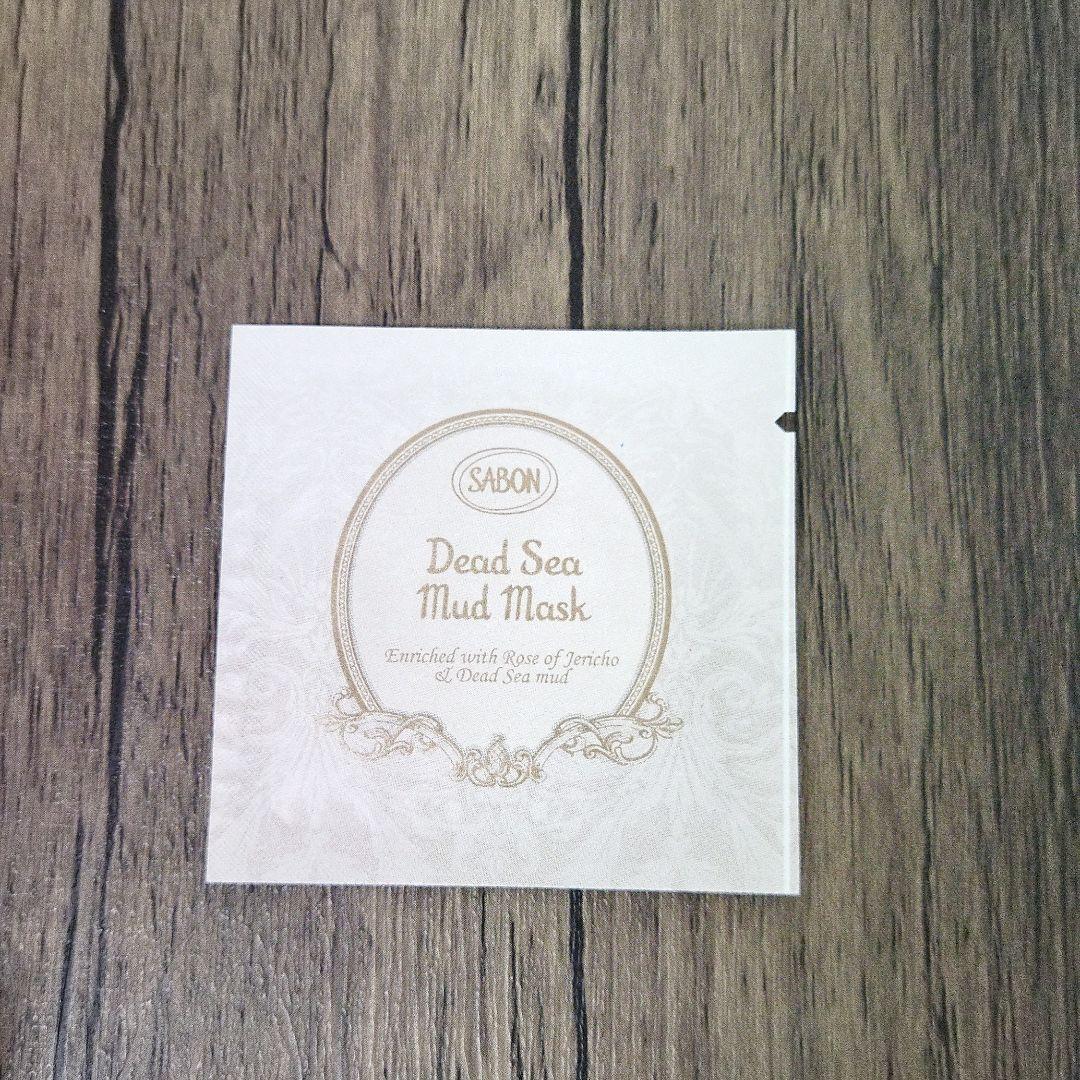 SABON
Dead Sea
Mud Mask
Enriched with Rose of Jericho
& Dead Sea mud